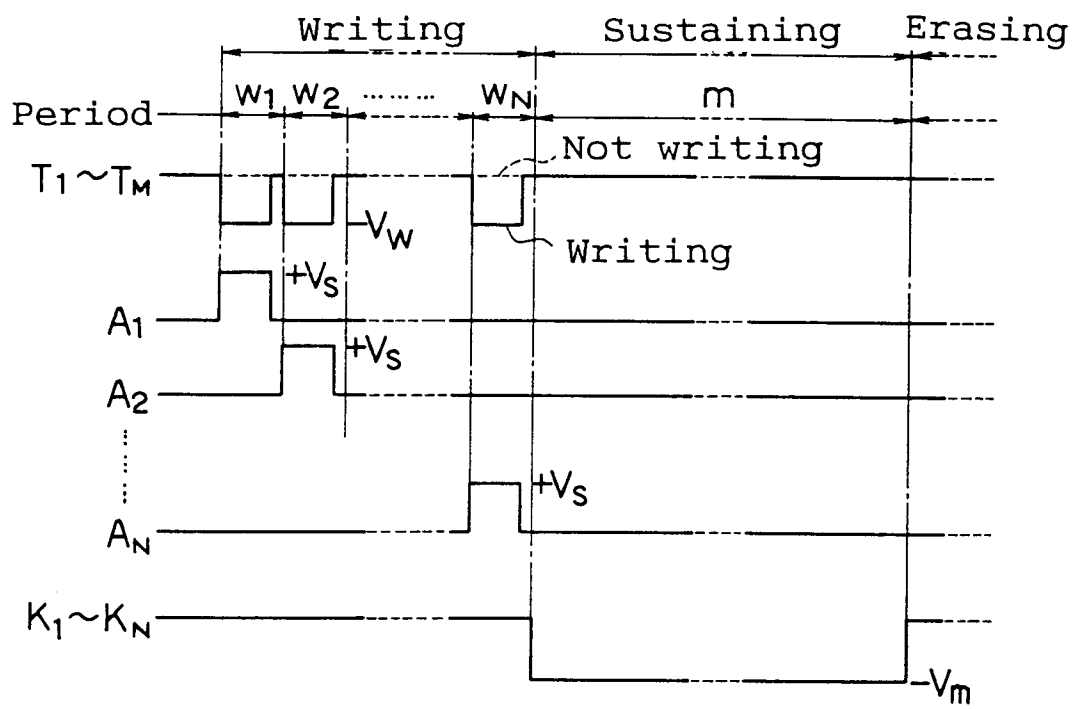 Writing Sustaining Erasing
Period W1 W2 ········ WN m
T1~TM Not writing
-VW
Writing
+VS
A1
+VS
A2
+VS
AN
K1~KN
-Vm